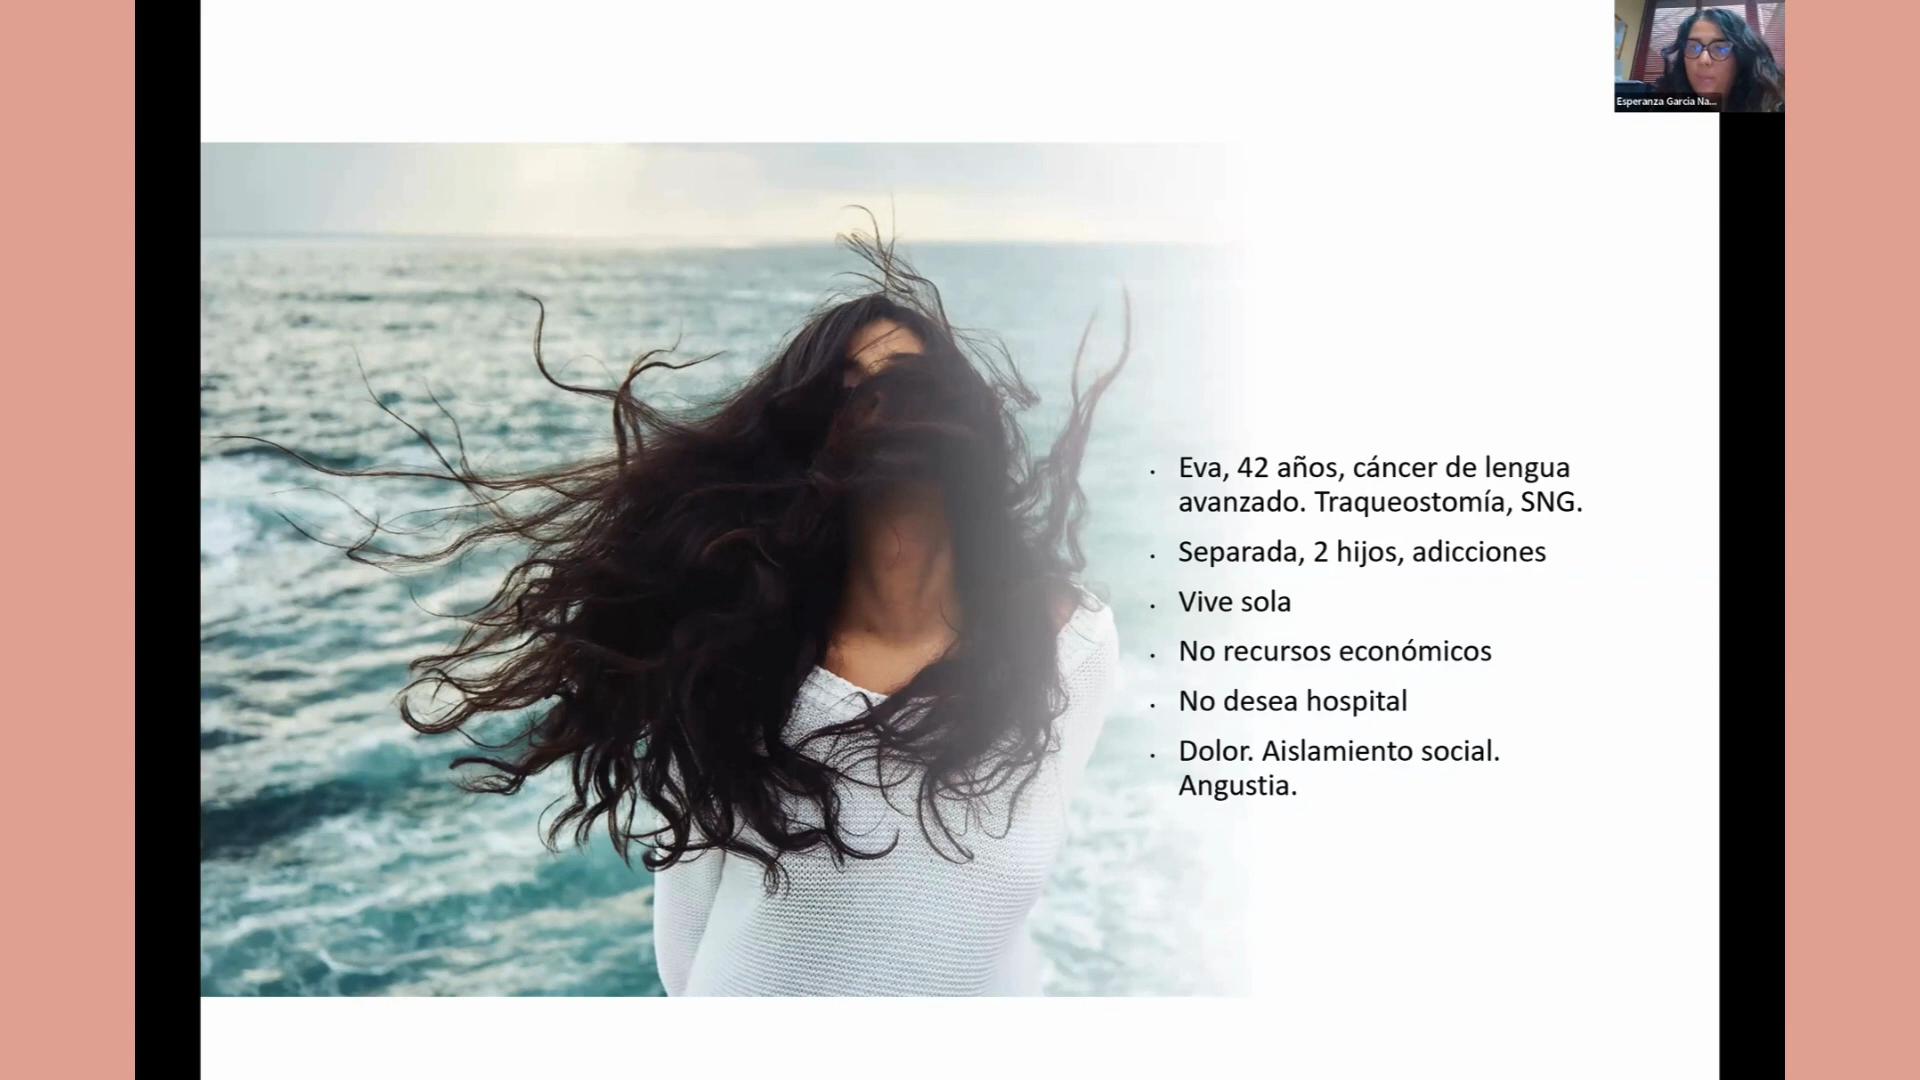 Esperanza Garcia Na...
· Eva, 42 años, cáncer de lengua
avanzado. Traqueostomía, SNG.
· Separada, 2 hijos, adicciones
· Vive sola
· No recursos económicos
· No desea hospital
· Dolor. Aislamiento social.
Angustia.